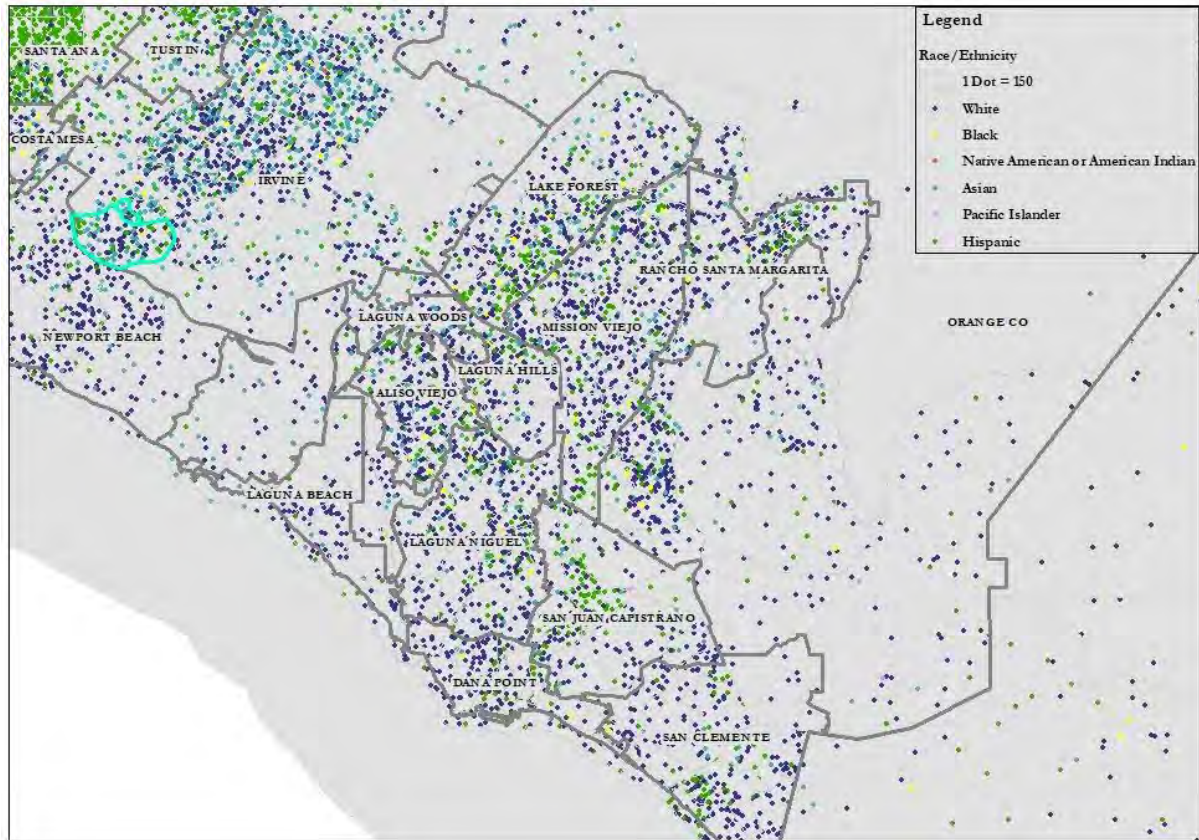 Legend
Race/Ethnicity
1 Dot = 150
White
Black
Native American or American Indian
Asian
Pacific Islander
Hispanic
SANTA ANA
TUSTIN
COSTA MESA
IRVINE
LAKE FOREST
RANCHO SANTA MARGARITA
LAGUNA WOODS
MISSION VIEJO
ORANGE CO
NEWPORT BEACH
LAGUNA HILLS
ALISO VIEJO
LAGUNA BEACH
LAGUNA NIGUEL
SAN JUAN CAPISTRANO
DANA POINT
SAN CLEMENTE